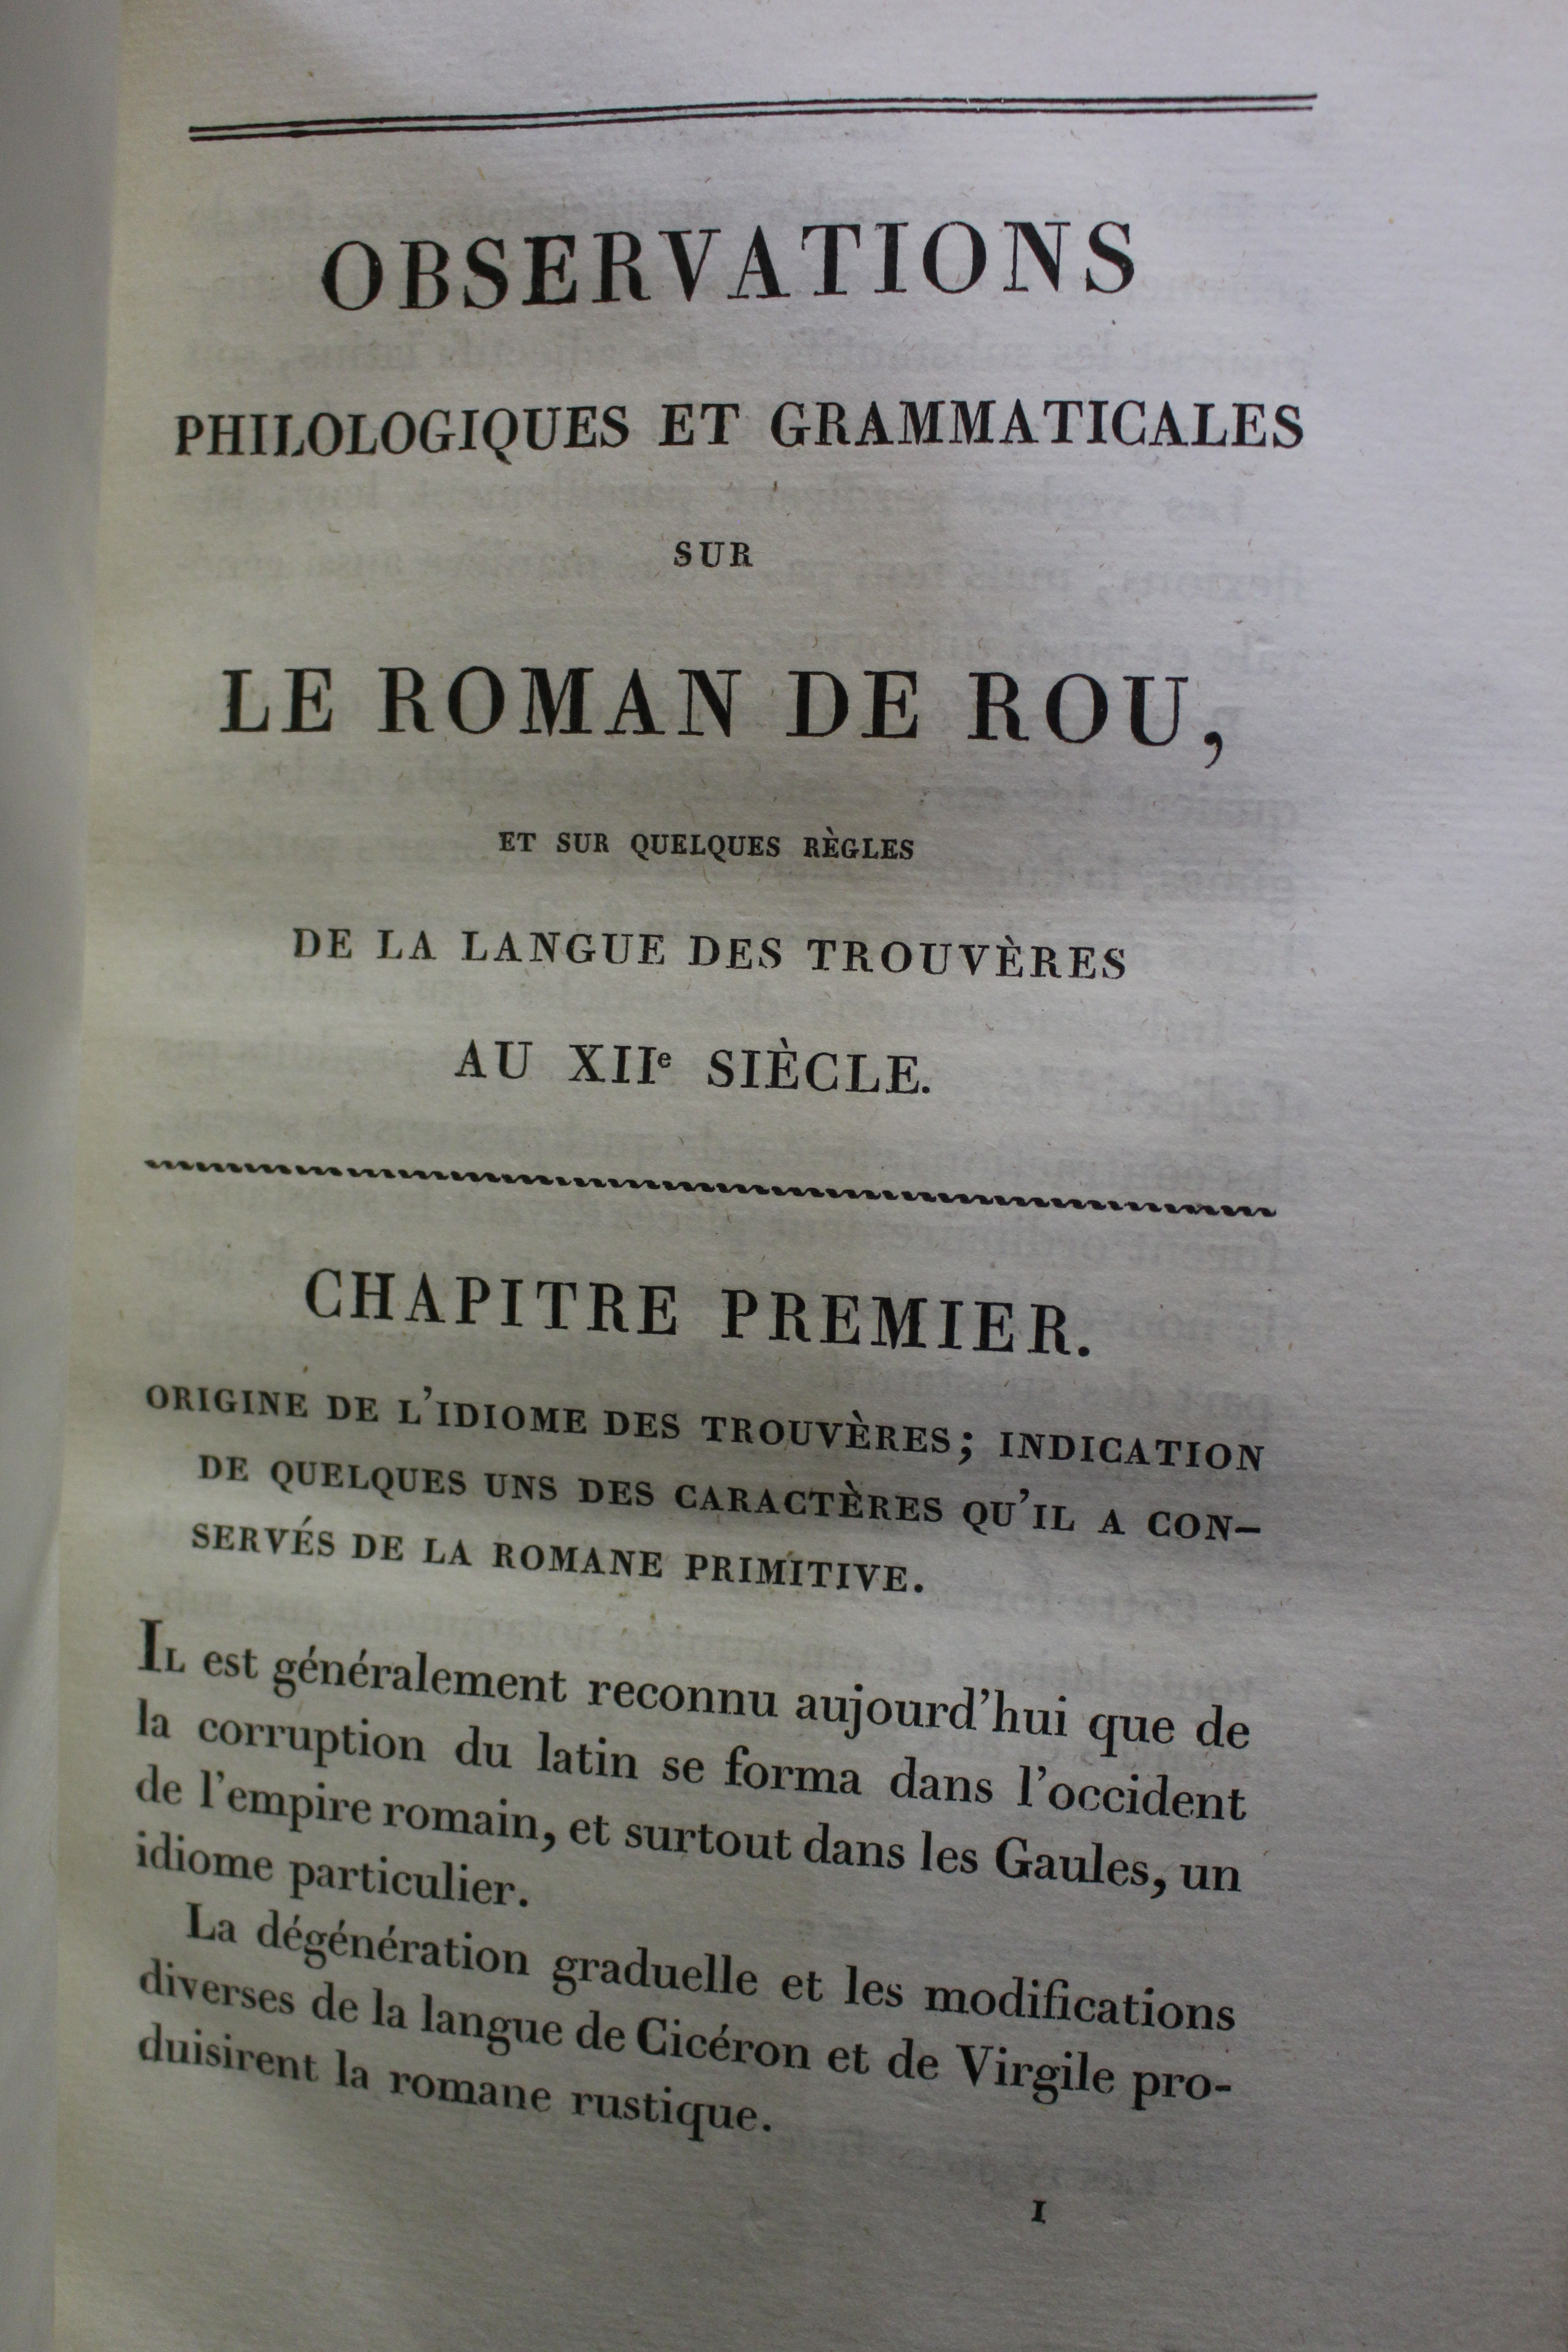 OBSERVATIONS
PHILOLOGIQUES ET GRAMMATICALES
SUR
LE ROMAN DE ROU,
ET SUR QUELQUES RÈGLES
DE LA LANGUE DES TROUVÈRES
AU XIIe SIÈCLE.
CHAPITRE PREMIER.
ORIGINE DE L'IDIOME DES TROUVÈRES; INDICATION
DE QUELQUES UNS DES CARACTÈRES QU'IL A CON-
SERVÉS DE LA ROMANE PRIMITIVE.
IL est généralement reconnu aujourd'hui que de
la corruption du latin se forma dans l'occident
de l'empire romain, et surtout dans les Gaules, un
idiome particulier.
La dégénération graduelle et les modifications
diverses de la langue de Cicéron et de Virgile pro-
duisirent la romane rustique.
1